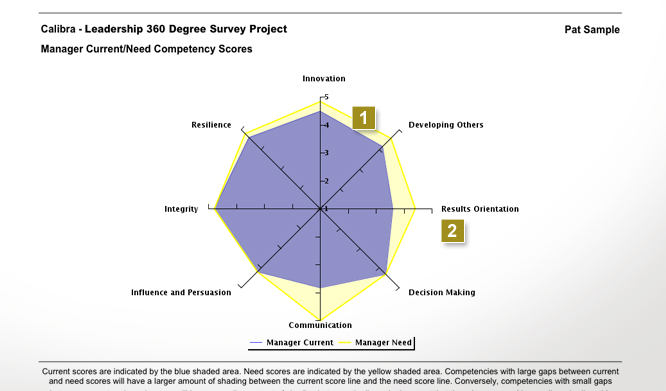 Calibra - Leadership 360 Degree Survey Project
Pat Sample
Manager Current/Need Competency Scores
Innovation
5
1
Resilience
4
Developing Others
3
2
Integrity
1
Results Orientation
2
Influence and Persuasion
Decision Making
Communication
Manager Current Manager Need
Current scores are indicated by the blue shaded area. Need scores are indicated by the yellow shaded area. Competencies with large gaps between current
and need scores will have a larger amount of shading between the current score line and the need score line. Conversely, competencies with small gaps